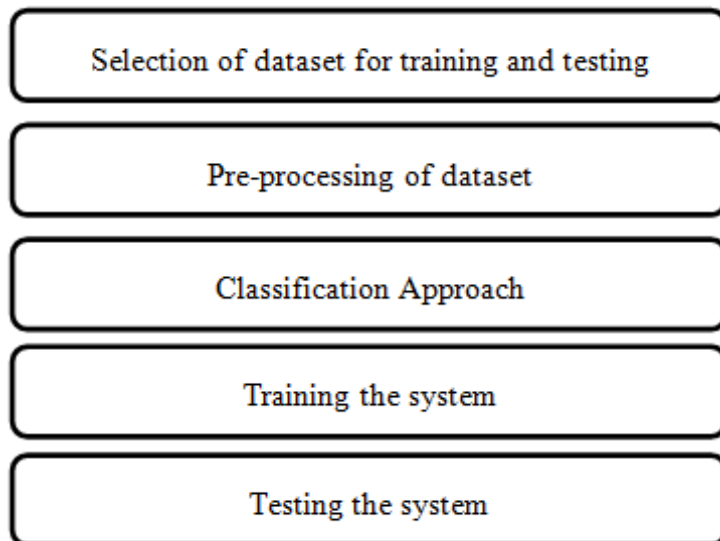 Selection of dataset for training and testing
Pre-processing of dataset
Classification Approach
Training the system
Testing the system